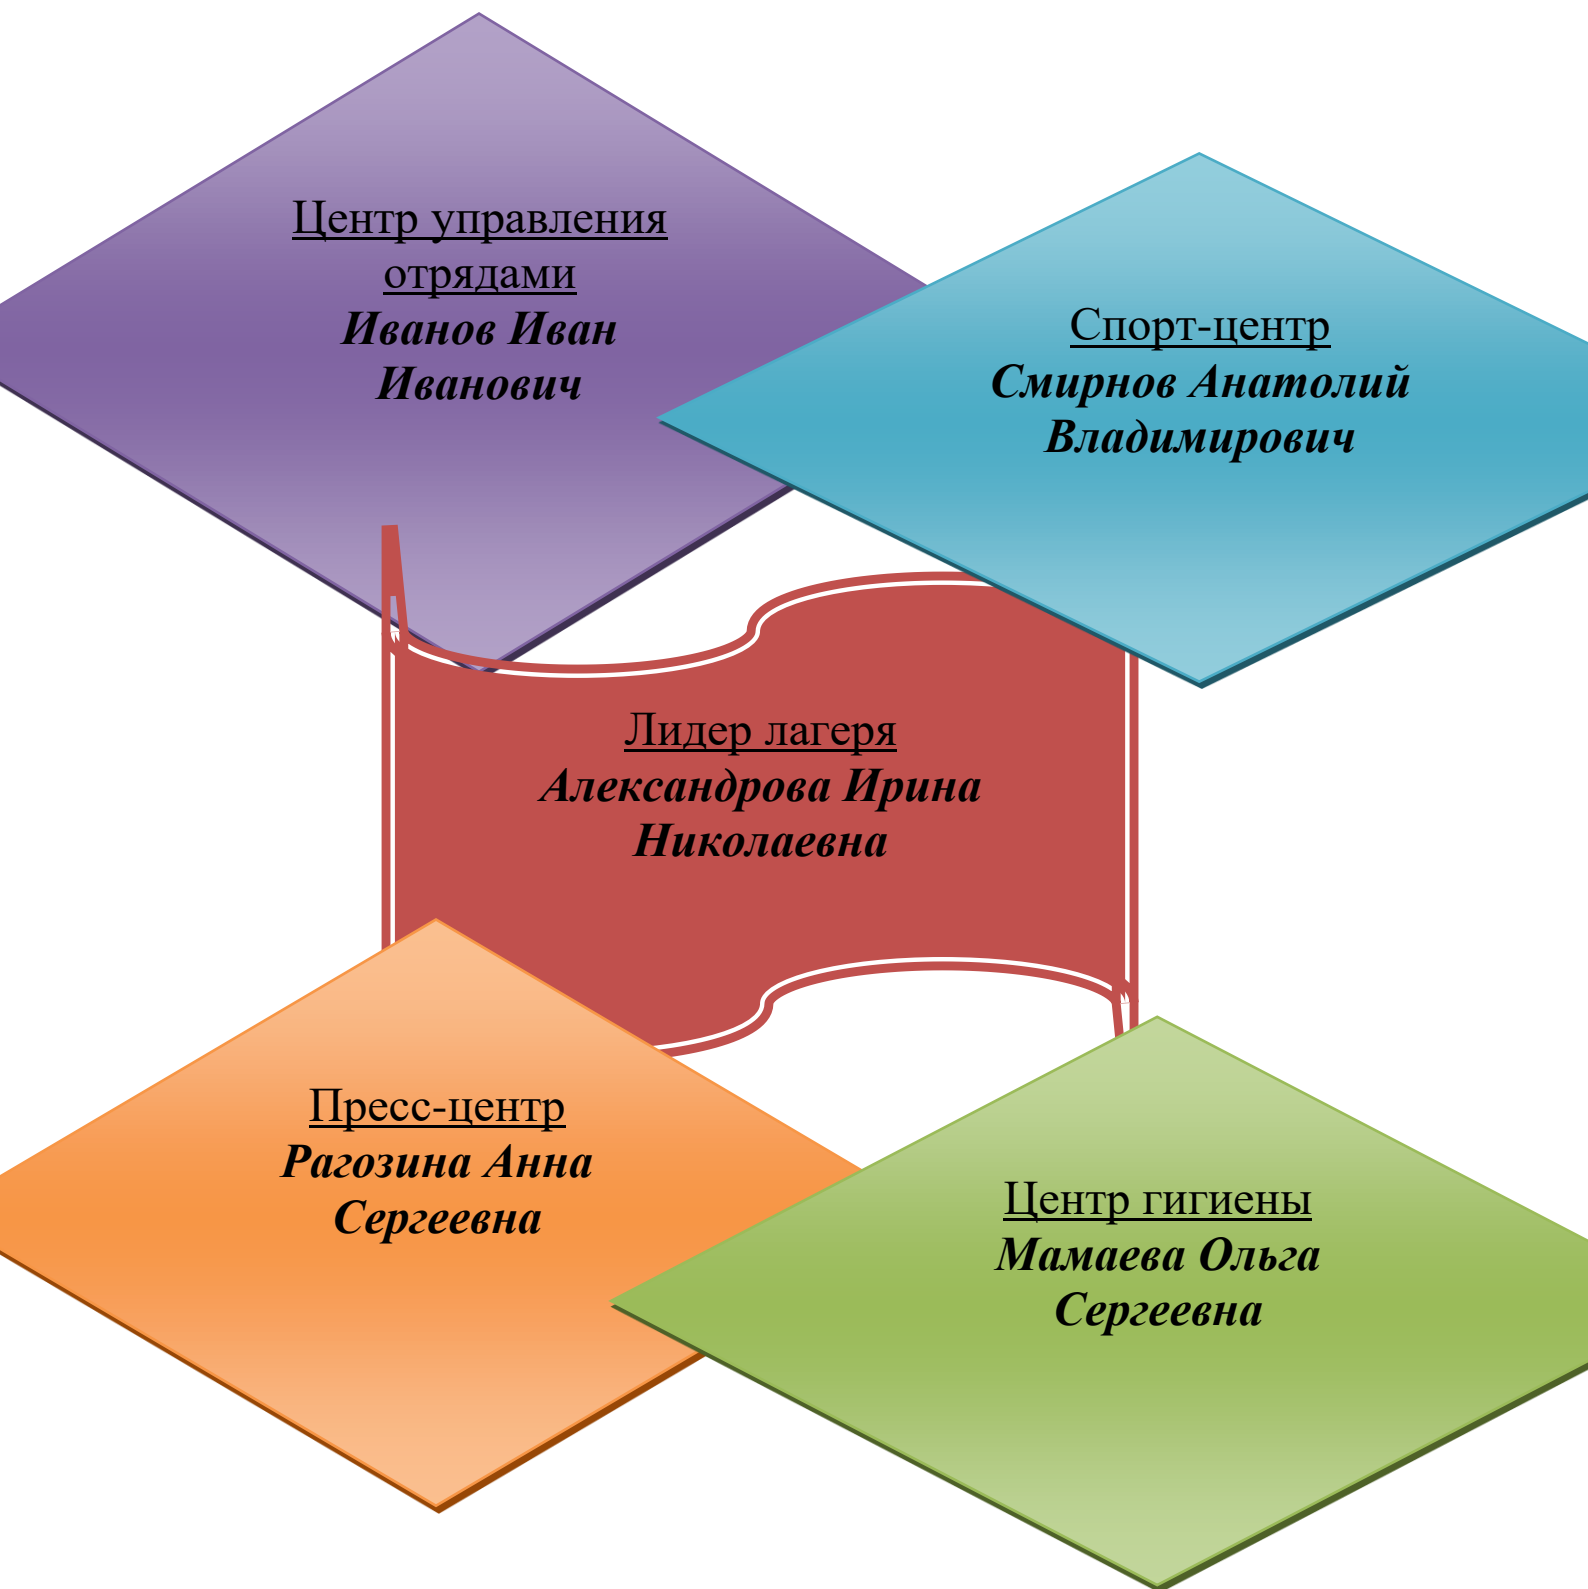 Центр управления
отрядами
Иванов Иван
Иванович
Спорт-центр
Смирнов Анатолий
Владимирович
Лидер лагеря
Александрова Ирина
Николаевна
Пресс-центр
Рагозина Анна
Сергеевна
Центр гигиены
Мамаева Ольга
Сергеевна